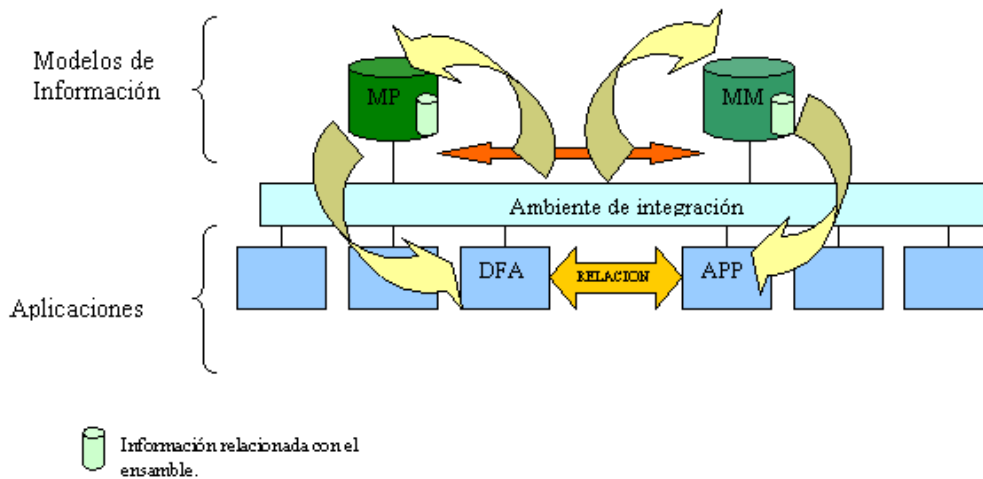 Modelos de
Información
MP
MM
Ambiente de integración
DFA
RELACION
APP
Aplicaciones
Información relacionada con el
ensamble.